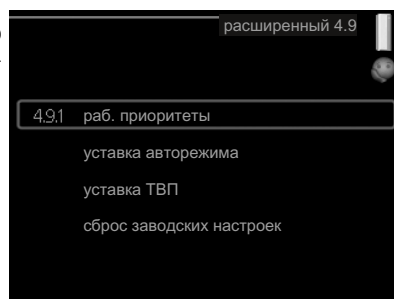 расширенный 4.9
4.9.1 раб. приоритеты
уставка авторежима
уставка ТВП
сброс заводских настроек